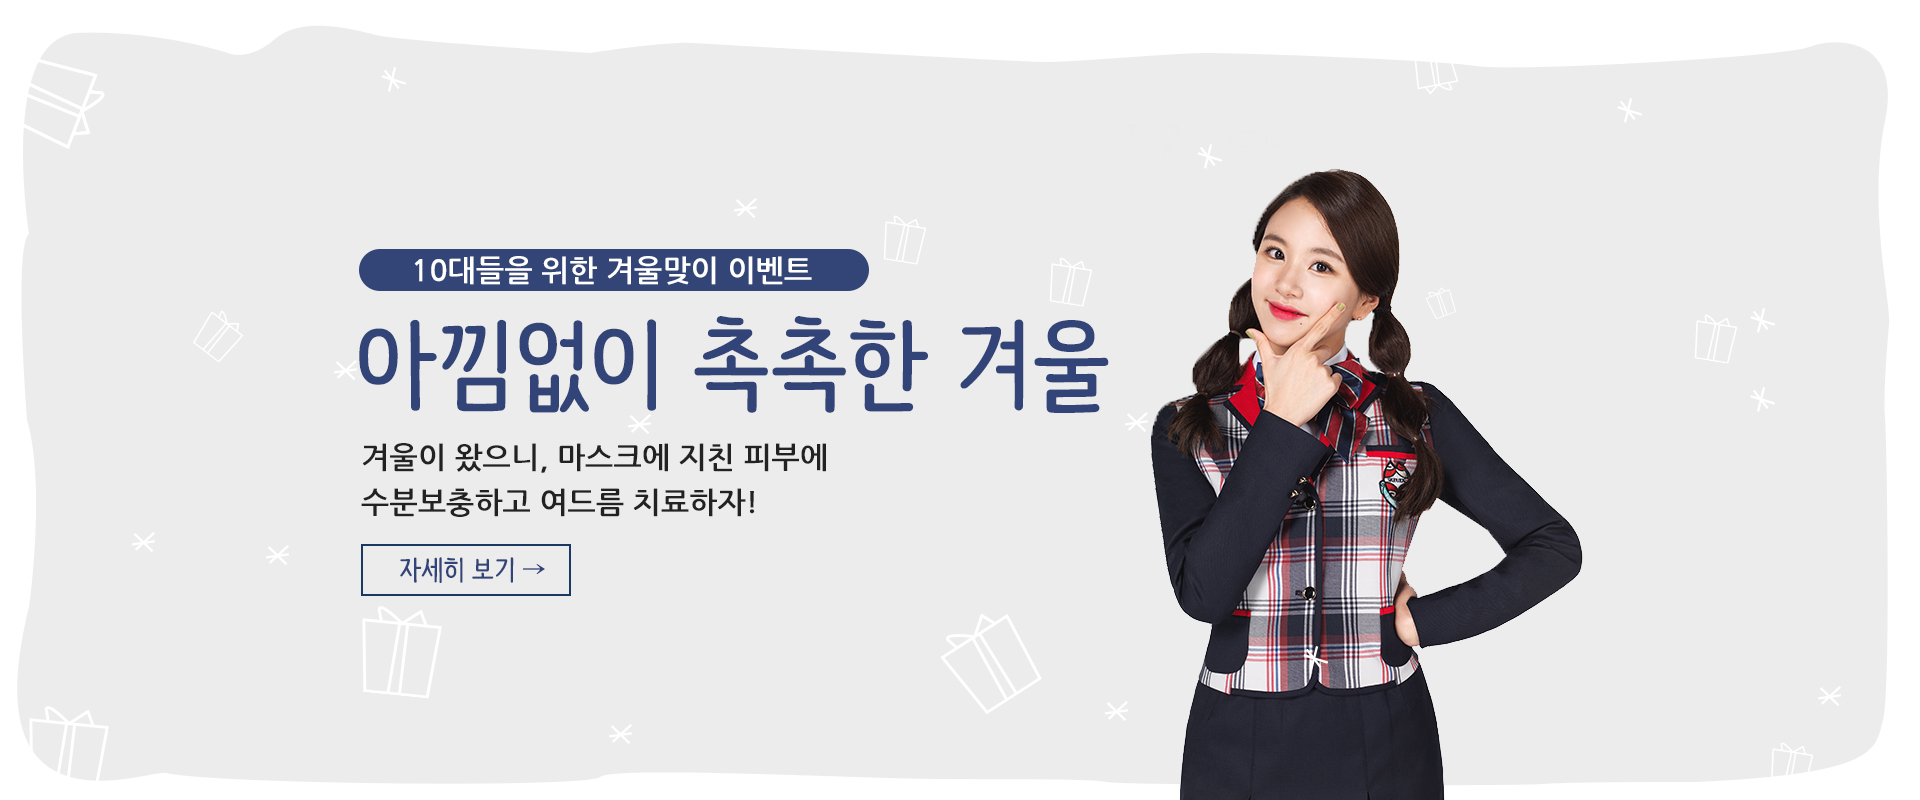 10대들을 위한 겨울맞이 이벤트
아낌없이 촉촉한 겨울
겨울이 왔으니, 마스크에 지친 피부에
수분보충하고 여드름 치료하자!
자세히 보기 →